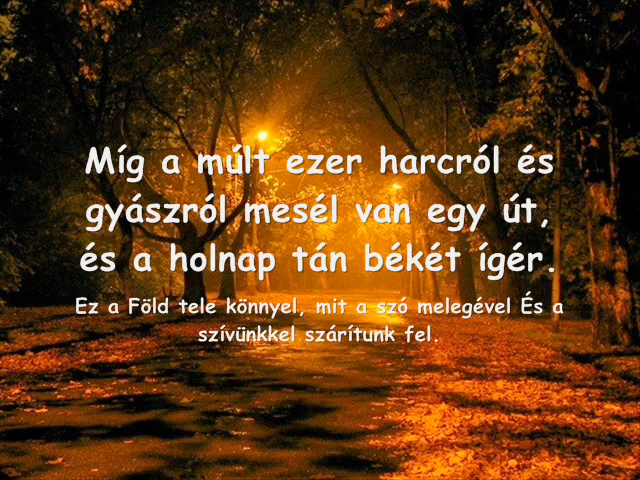 Míg a múlt ezer harcról és
gyászról mesél van egy út,
és a holnap tán békét ígér.
Ez a Föld tele könnyel, mit a szó melegével És a
szívünkkel szárítunk fel.